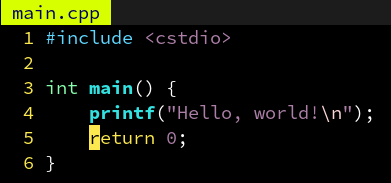 main.cpp
1 #include <cstdio>
2
3 int main() {
4     printf("Hello, world!\n");
5     return 0;
6 }